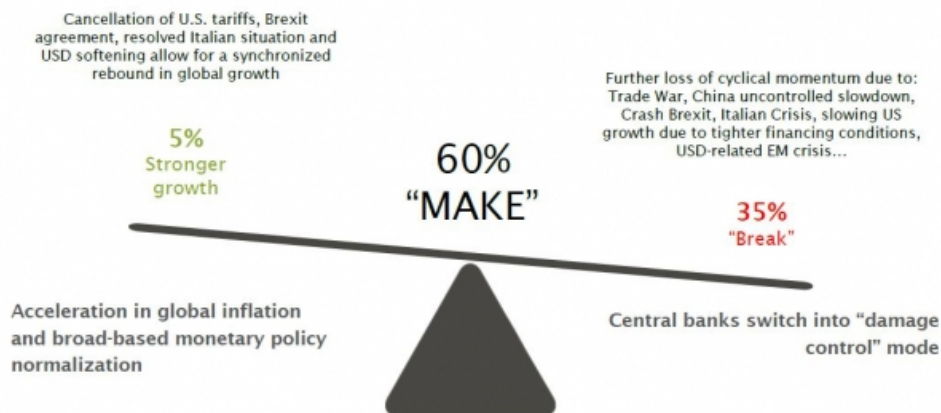 Cancellation of U.S. tariffs, Brexit
agreement, resolved Italian situation and
USD softening allow for a synchronized
rebound in global growth
5%
Stronger
growth
60%
“MAKE”
Further loss of cyclical momentum due to:
Trade War, China uncontrolled slowdown,
Crash Brexit, Italian Crisis, slowing US
growth due to tighter financing conditions,
USD-related EM crisis...
35%
“Break”
Acceleration in global inflation
and broad-based monetary policy
normalization
Central banks switch into “damage
control” mode